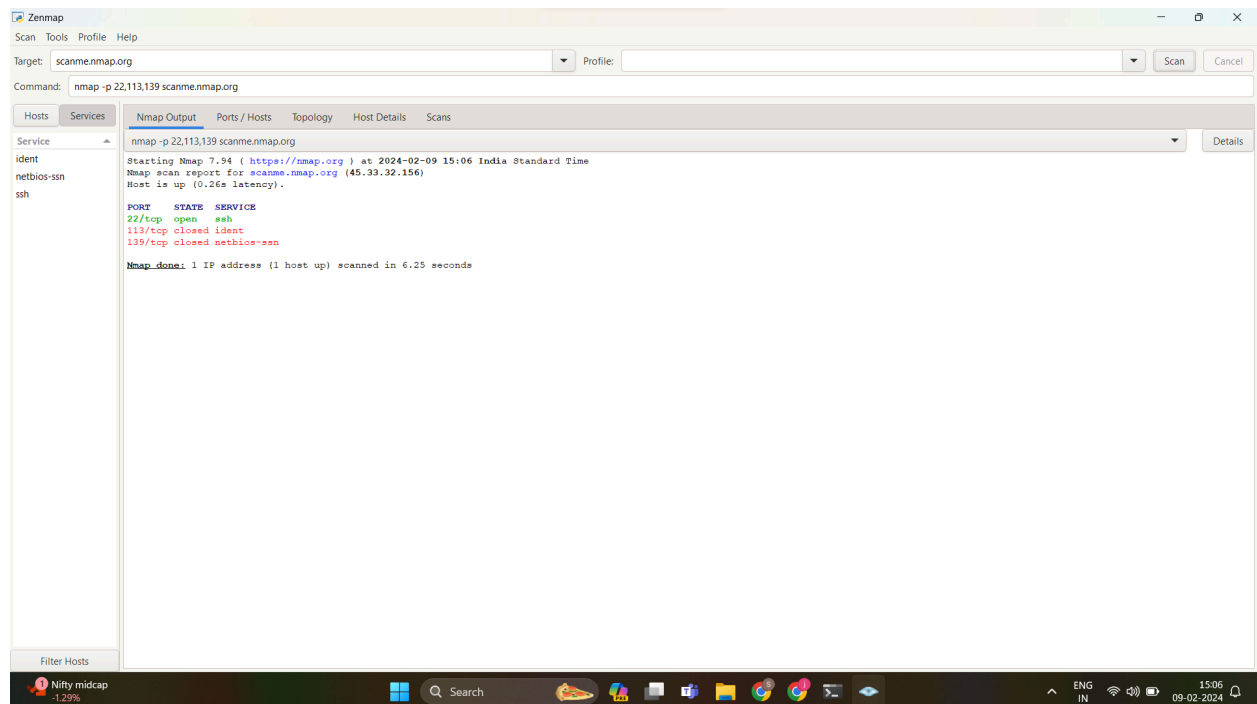 Zenmap
Scan Tools Profile Help
Target: scanme.nmap.org Profile: Scan Cancel
Command: nmap -p 22,113,139 scanme.nmap.org
Hosts Services Nmap Output Ports / Hosts Topology Host Details Scans
Service nmap -p 22,113,139 scanme.nmap.org Details
ident
netbios-ssn
ssh
Starting Nmap 7.94 ( https://nmap.org ) at 2024-02-09 15:06 India Standard Time
Nmap scan report for scanme.nmap.org (45.33.32.156)
Host is up (0.26s latency).
PORT STATE SERVICE
22/tcp open ssh
113/tcp closed ident
139/tcp closed netbios-ssn
Nmap done: 1 IP address (1 host up) scanned in 6.25 seconds
Filter Hosts
1 Nifty midcap
-1.29%
Search
PRE
S
i
ENG
IN
15:06
09-02-2024